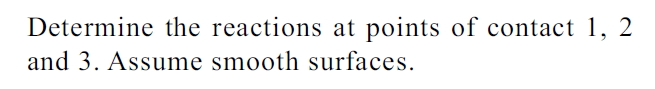 Determine the reactions at points of contact 1, 2
and 3. Assume smooth surfaces.